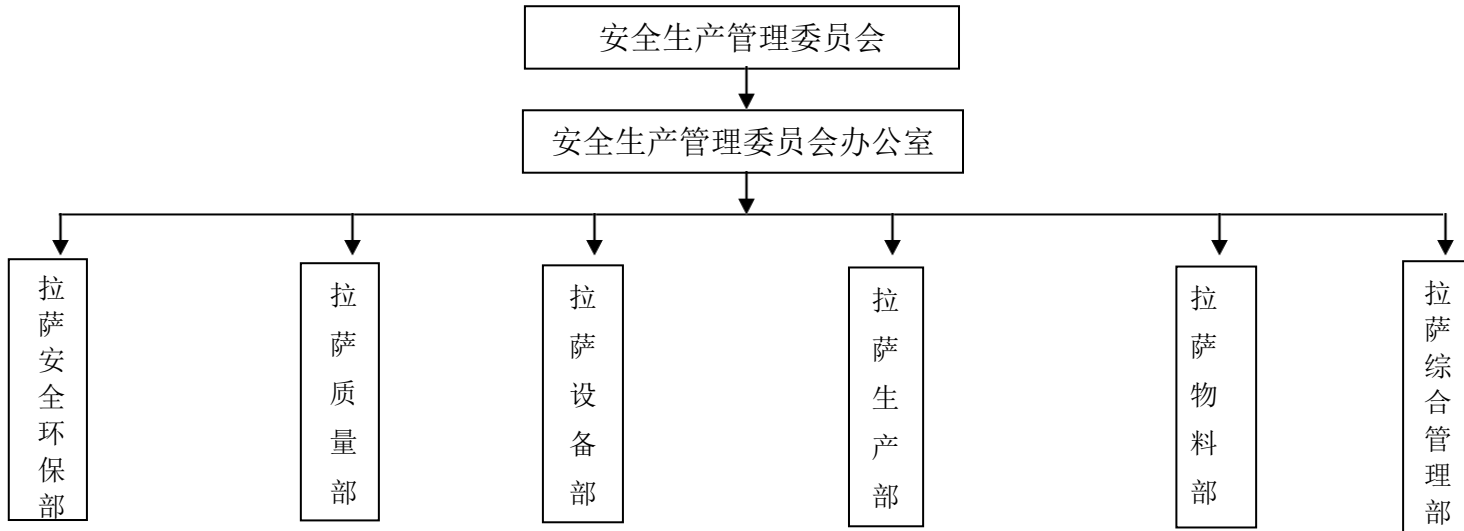 安全生产管理委员会
安全生产管理委员会办公室
拉萨安全环保部
拉萨质量部
拉萨设备部
拉萨生产部
拉萨物料部
拉萨综合管理部